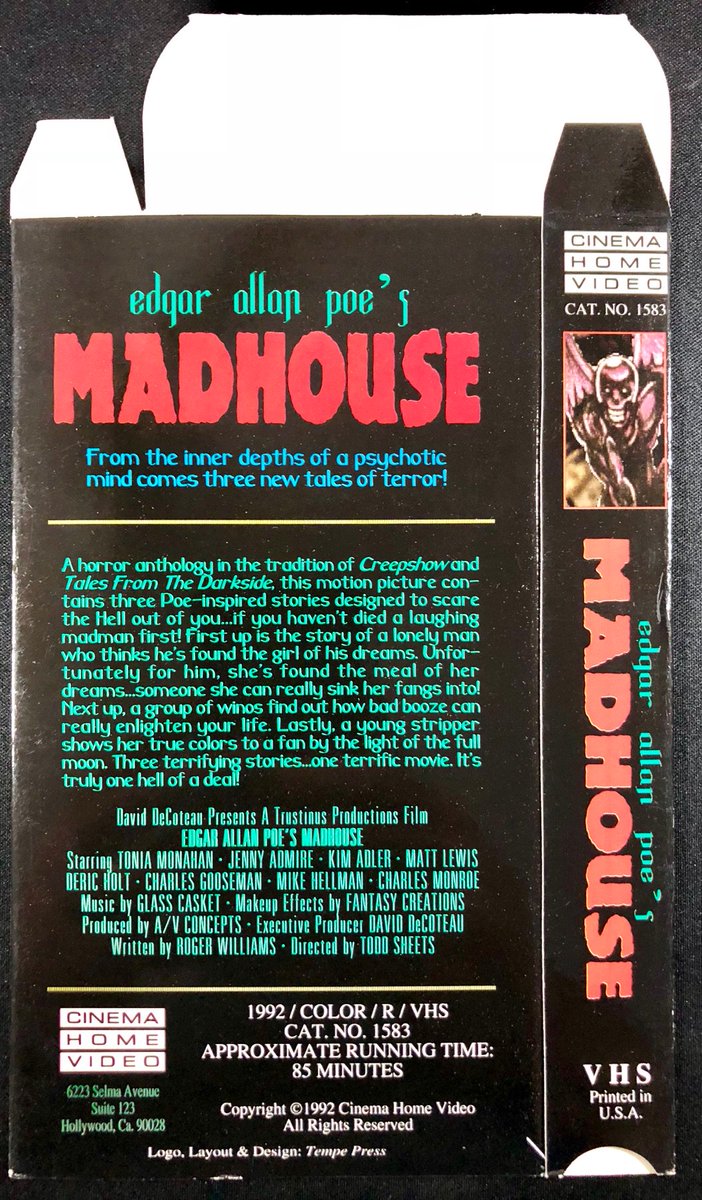 edgar allan poe's
MADHOUSE
From the inner depths of a psychotic
mind comes three new tales of terror!
A horror anthology in the tradition of Creepshow and
Tales From The Darkside, this motion picture con-
tains three Poe-inspired stories designed to scare
the Hell out of you...if you haven't died a laughing
madman first! First up is the story of a lonely man
who thinks he's found the girl of his dreams. Unfor-
tunately for him, she's found the meal of her
dreams...someone she can really sink her fangs into!
Next up, a group of winos find out how bad booze can
really enlighten your life. Lastly, a young stripper
shows her true colors to a fan by the light of the full
moon. Three terrifying stories...one terrific movie. It's
truly one hell of a deal!
David DeCoteau Presents A Trustinus Productions Film
EDGAR ALLAN POE'S MADHOUSE
Starring TONIA MONAHAN · JENNY ADMIRE · KIM ADLER · MATT LEWIS
DERIC HOLT · CHARLES GOOSEMAN · MIKE HELLMAN · CHARLES MONROE
Music by GLASS CASKET · Makeup Effects by FANTASY CREATIONS
Produced by A/V CONCEPTS · Executive Producer DAVID DeCOTEAU
Written by ROGER WILLIAMS · Directed by TODD SHEETS
CINEMA
HOME
VIDEO
6223 Selma Avenue
Suite 123
Hollywood, Ca. 90028
1992 / COLOR / R / VHS
CAT. NO. 1583
APPROXIMATE RUNNING TIME:
85 MINUTES
Copyright ©1992 Cinema Home Video
All Rights Reserved
Logo, Layout & Design: Tempe Press
CINEMA
HOME
VIDEO
CAT. NO. 1583
edgar allan poe's
MADHOUSE
VHS
Printed in
U.S.A.